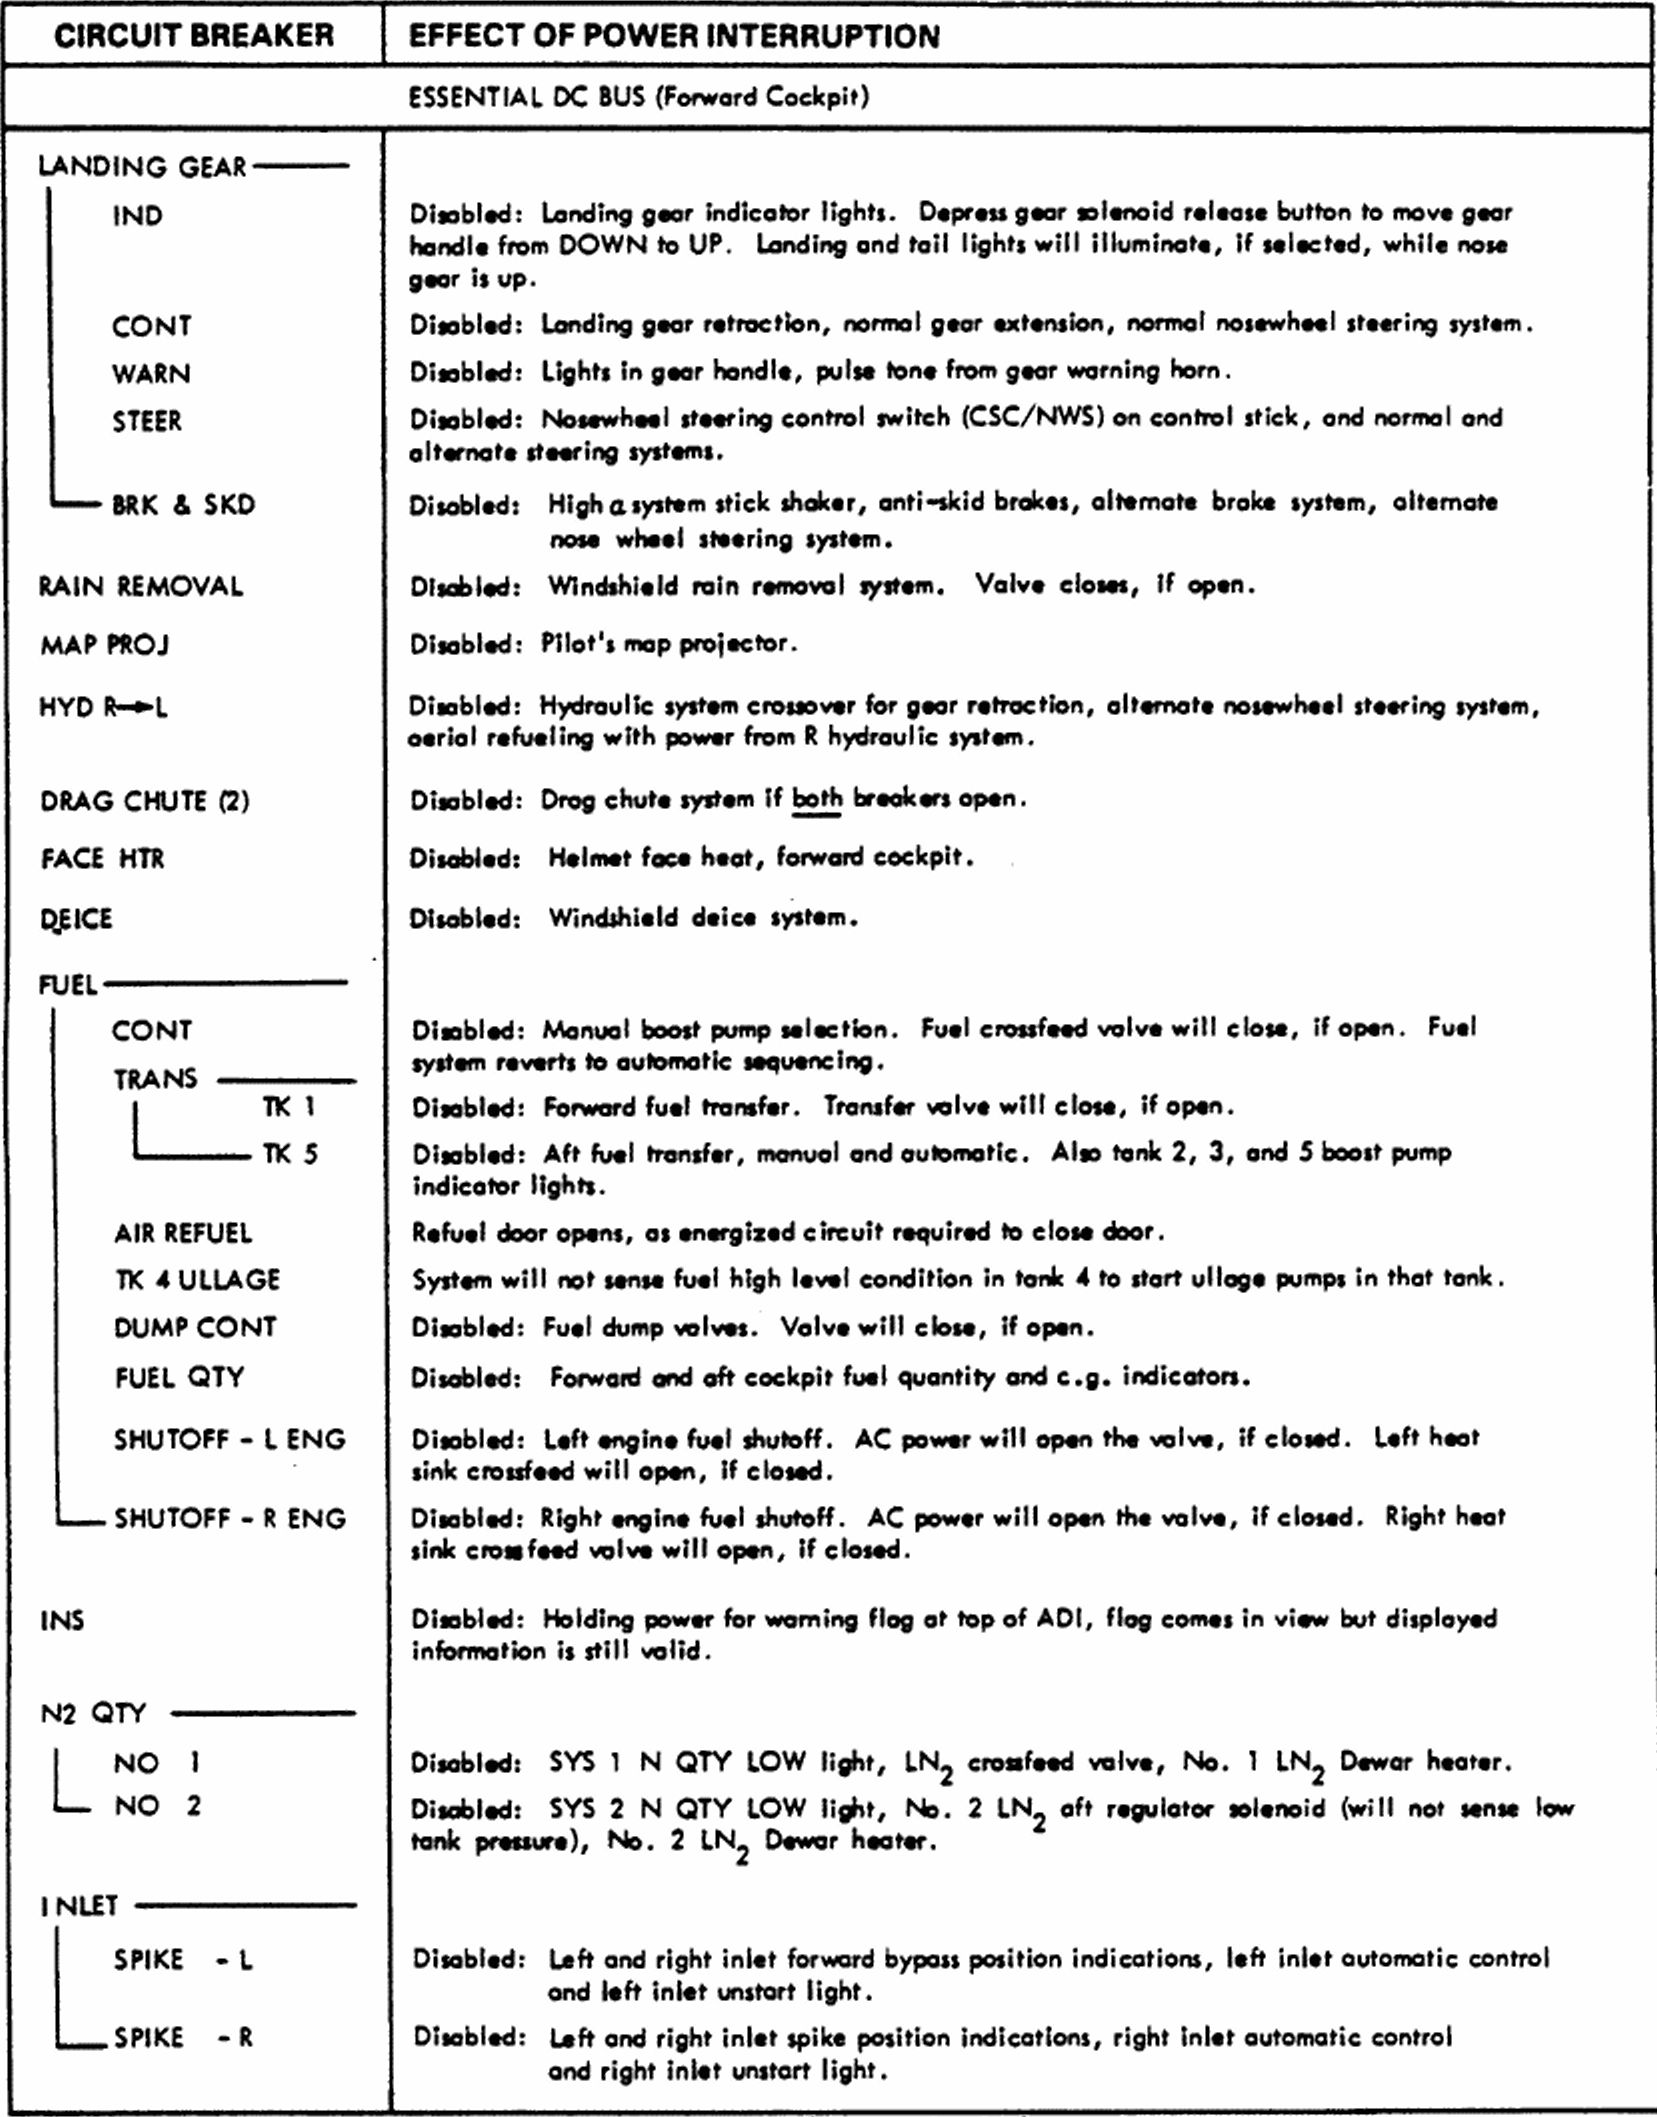 CIRCUIT BREAKER EFFECT OF POWER INTERRUPTION
ESSENTIAL DC BUS (Forward Cockpit)
LANDING GEAR
IND Disabled: Landing gear indicator lights. Depress gear solenoid release button to move gear
handle from DOWN to UP. Landing and tail lights will illuminate, if selected, while nose
gear is up.
CONT Disabled: Landing gear retraction, normal gear extension, normal nosewheel steering system.
WARN Disabled: Lights in gear handle, pulse tone from gear warning horn.
STEER Disabled: Nosewheel steering control switch (CSC/NWS) on control stick, and normal and
alternate steering systems.
BRK & SKD Disabled: High α system stick shaker, anti-skid brakes, alternate brake system, alternate
nose wheel steering system.
RAIN REMOVAL Disabled: Windshield rain removal system. Valve closes, if open.
MAP PROJ Disabled: Pilot's map projector.
HYD R→L Disabled: Hydraulic system crossover for gear retraction, alternate nosewheel steering system,
aerial refueling with power from R hydraulic system.
DRAG CHUTE (2) Disabled: Drag chute system if both breakers open.
FACE HTR Disabled: Helmet face heat, forward cockpit.
DEICE Disabled: Windshield deice system.
FUEL
CONT Disabled: Manual boost pump selection. Fuel crossfeed valve will close, if open. Fuel
system reverts to automatic sequencing.
TRANS
TK 1 Disabled: Forward fuel transfer. Transfer valve will close, if open.
TK 5 Disabled: Aft fuel transfer, manual and automatic. Also tank 2, 3, and 5 boost pump
indicator lights.
AIR REFUEL Refuel door opens, as energized circuit required to close door.
TK 4 ULLAGE System will not sense fuel high level condition in tank 4 to start ullage pumps in that tank.
DUMP CONT Disabled: Fuel dump valves. Valve will close, if open.
FUEL QTY Disabled: Forward and aft cockpit fuel quantity and c.g. indicators.
SHUTOFF - L ENG Disabled: Left engine fuel shutoff. AC power will open the valve, if closed. Left heat
sink crossfeed will open, if closed.
SHUTOFF - R ENG Disabled: Right engine fuel shutoff. AC power will open the valve, if closed. Right heat
sink crossfeed valve will open, if closed.
INS Disabled: Holding power for warning flag at top of ADI, flag comes in view but displayed
information is still valid.
N2 QTY
NO 1 Disabled: SYS 1 N QTY LOW light, LN2 crossfeed valve, No. 1 LN2 Dewar heater.
NO 2 Disabled: SYS 2 N QTY LOW light, No. 2 LN2 aft regulator solenoid (will not sense low
tank pressure), No. 2 LN2 Dewar heater.
INLET
SPIKE - L Disabled: Left and right inlet forward bypass position indications, left inlet automatic control
and left inlet unstart light.
SPIKE - R Disabled: Left and right inlet spike position indications, right inlet automatic control
and right inlet unstart light.